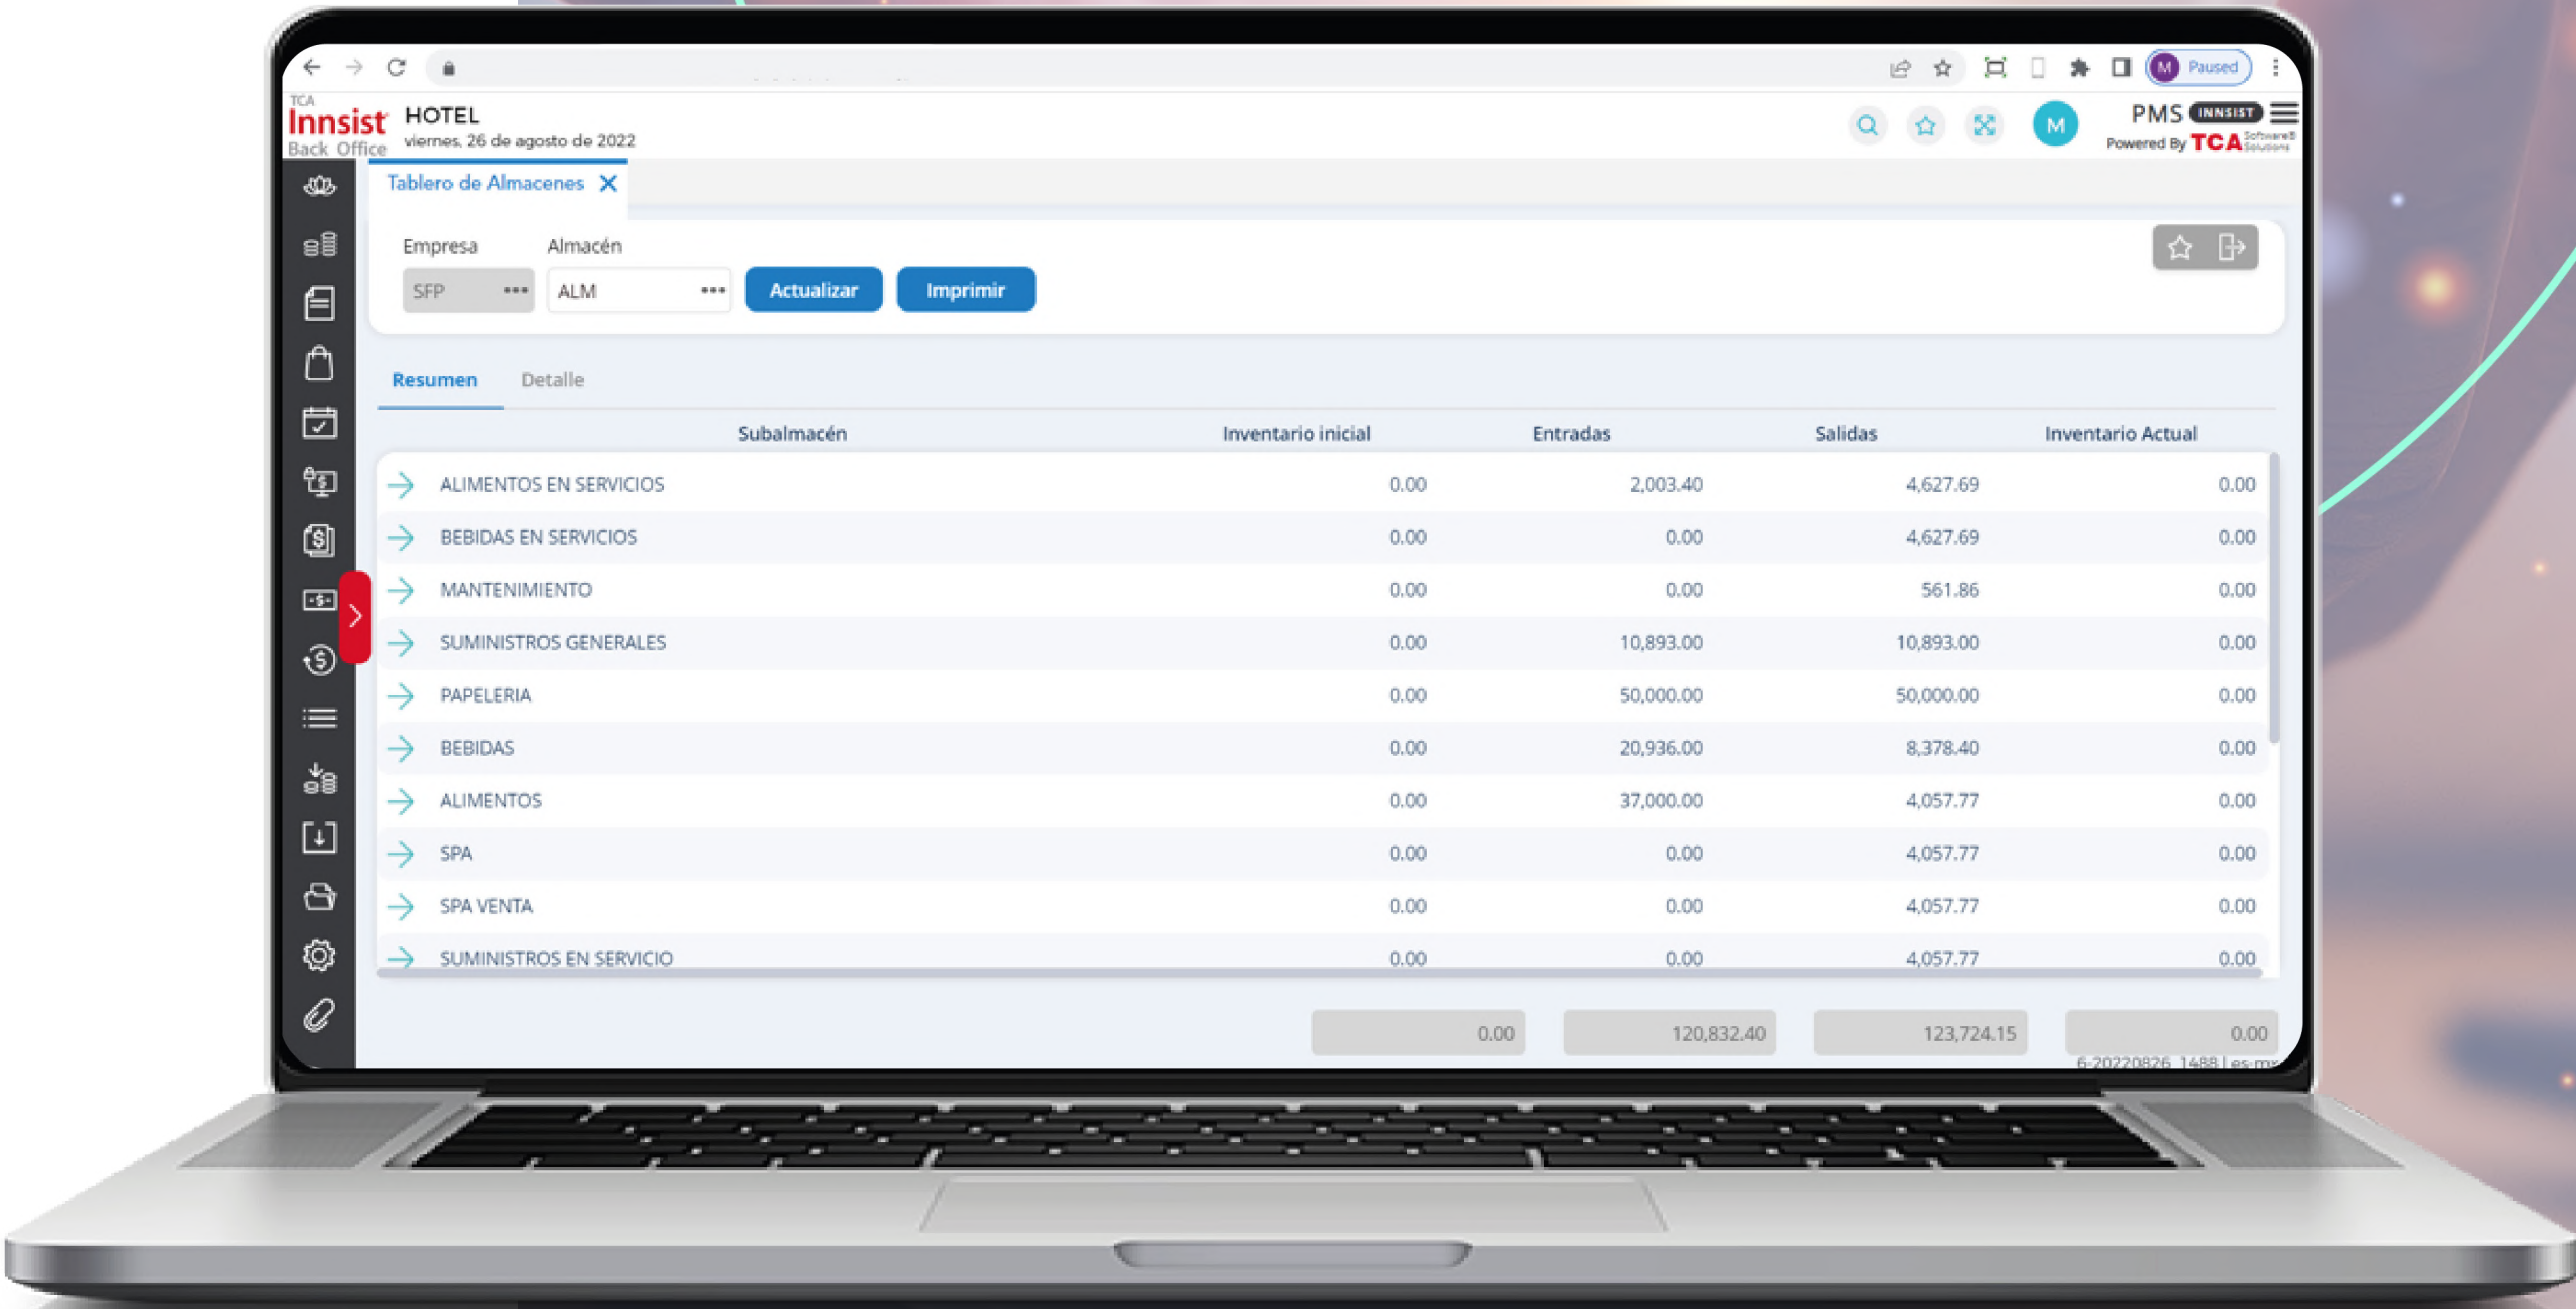 Paused
TCA
Innsist
Back Office
HOTEL
viernes, 26 de agosto de 2022
M
M
PMS INNSIST
Powered By TCA Software® Solutions
Tablero de Almacenes
Empresa Almacén
SFP ••• ALM ••• Actualizar Imprimir
Resumen Detalle
Subalmacén Inventario inicial Entradas Salidas Inventario Actual
ALIMENTOS EN SERVICIOS 0.00 2,003.40 4,627.69 0.00
BEBIDAS EN SERVICIOS 0.00 0.00 4,627.69 0.00
MANTENIMIENTO 0.00 0.00 561.86 0.00
SUMINISTROS GENERALES 0.00 10,893.00 10,893.00 0.00
PAPELERIA 0.00 50,000.00 50,000.00 0.00
BEBIDAS 0.00 20,936.00 8,378.40 0.00
ALIMENTOS 0.00 37,000.00 4,057.77 0.00
SPA 0.00 0.00 4,057.77 0.00
SPA VENTA 0.00 0.00 4,057.77 0.00
SUMINISTROS EN SERVICIO 0.00 0.00 4,057.77 0.00
0.00 120,832.40 123,724.15 0.00
6-20220826_1488 | es-mx